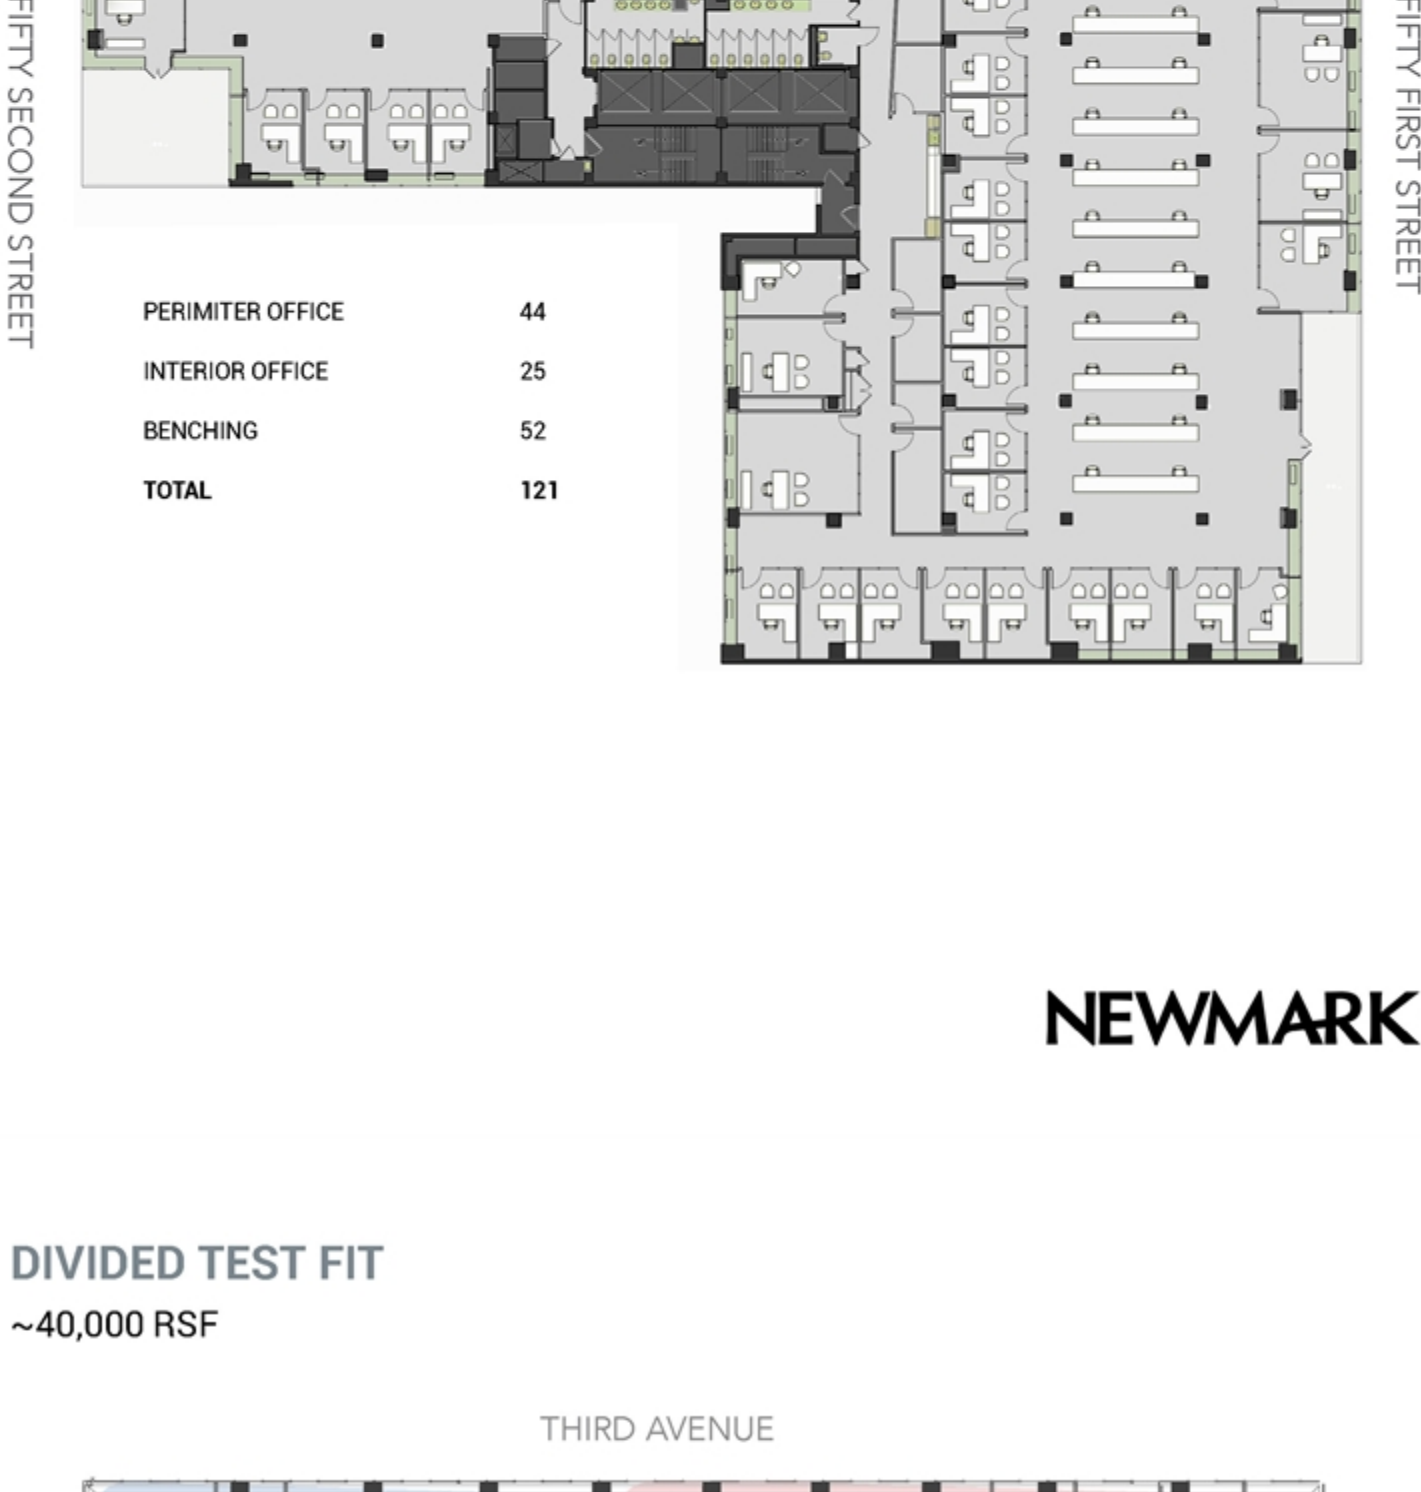 FIFTY SECOND STREET
FIFTY FIRST STREET
PERIMITER OFFICE 44
INTERIOR OFFICE 25
BENCHING 52
TOTAL 121
NEWMARK
DIVIDED TEST FIT
~40,000 RSF
THIRD AVENUE